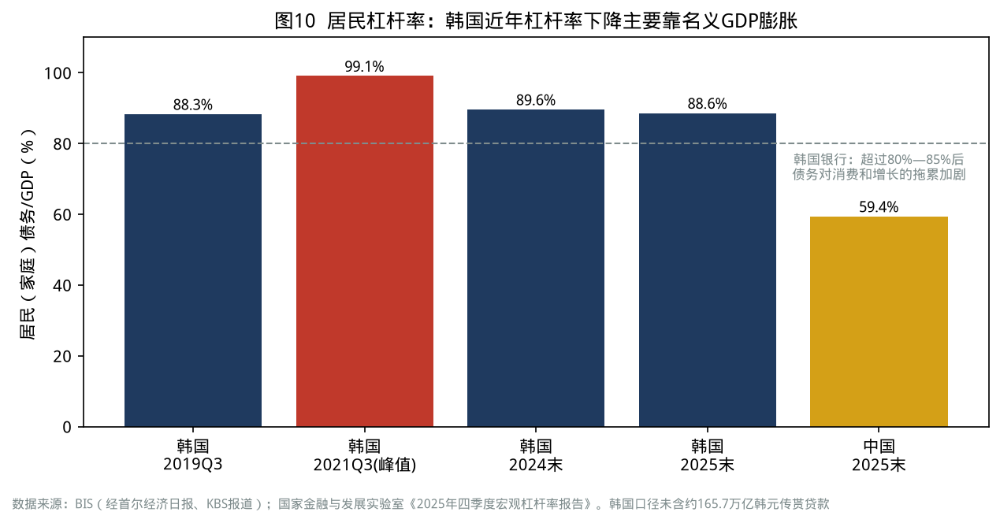 图10  居民杠杆率：韩国近年杠杆率下降主要靠名义GDP膨胀
居民（家庭）债务/GDP（%）
100
80
60
40
20
0
88.3%
99.1%
89.6%
88.6%
59.4%
韩国银行：超过80%—85%后
债务对消费和增长的拖累加剧
韩国
2019Q3
韩国
2021Q3(峰值)
韩国
2024末
韩国
2025末
中国
2025末
数据来源：BIS（经首尔经济日报、KBS报道）；国家金融与发展实验室《2025年四季度宏观杠杆率报告》。韩国口径未含约165.7万亿韩元传贳贷款